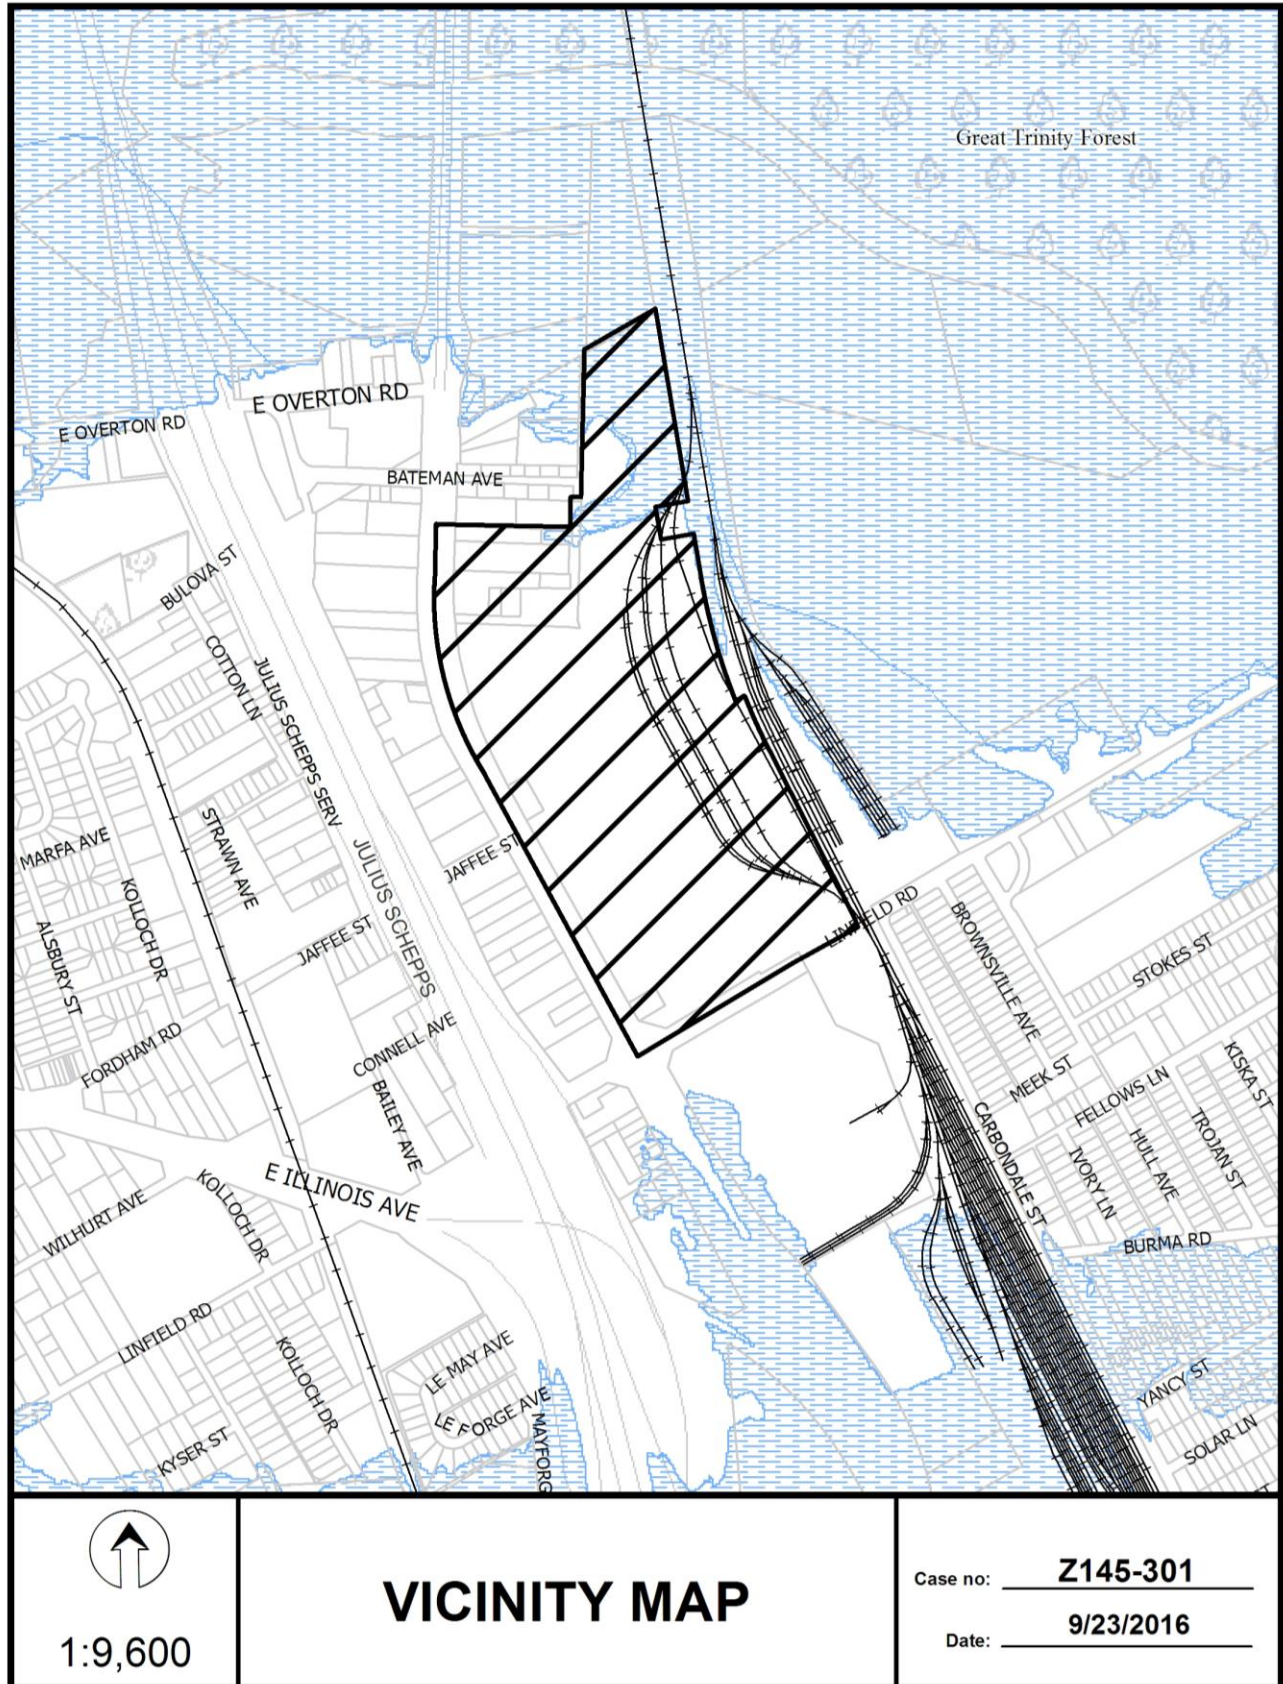 Great Trinity Forest
E OVERTON RD
E OVERTON RD
BATEMAN AVE
BULOVA ST
COTTON LN
JULIUS SCHEPPS SERV
STRAWN AVE
JULIUS SCHEPPS
JAFFEE ST
MARFA AVE
KOLLOCH DR
ALSBURY ST
JAFFEE ST
LINFIELD RD
BROWNSVILLE AVE
STOKES ST
FORDHAM RD
CONNELL AVE
BAILEY AVE
MEEK ST
FELLOWS LN
KISKA ST
CARBONDALE ST
IVORY LN
HULL AVE
TROJAN ST
E ILLINOIS AVE
KOLLOCH DR
WILHURT AVE
BURMA RD
LINFIELD RD
KOLLOCH DR
LE MAY AVE
LE FORGE AVE
MAYFORG
KYSER ST
YANCY ST
SOLAR LN
1:9,600
VICINITY MAP
Case no: Z145-301
Date: 9/23/2016